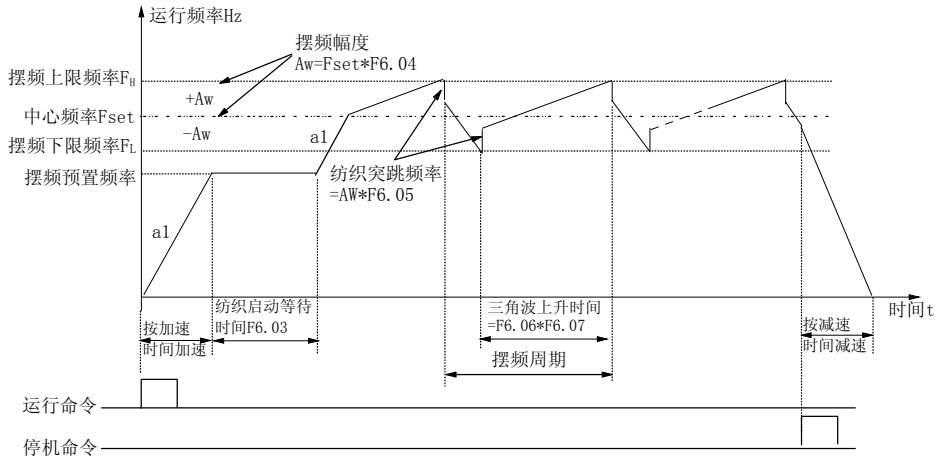 运行频率Hz
摆频幅度
Aw=Fset*F6.04
摆频上限频率FH
+Aw
中心频率Fset
-Aw
a1
摆频下限频率FL
纺织突跳频率
=AW*F6.05
摆频预置频率
a1
纺织启动等待
时间F6.03
三角波上升时间
=F6.06*F6.07
时间t
按加速
时间加速
按减速
时间减速
摆频周期
运行命令
停机命令